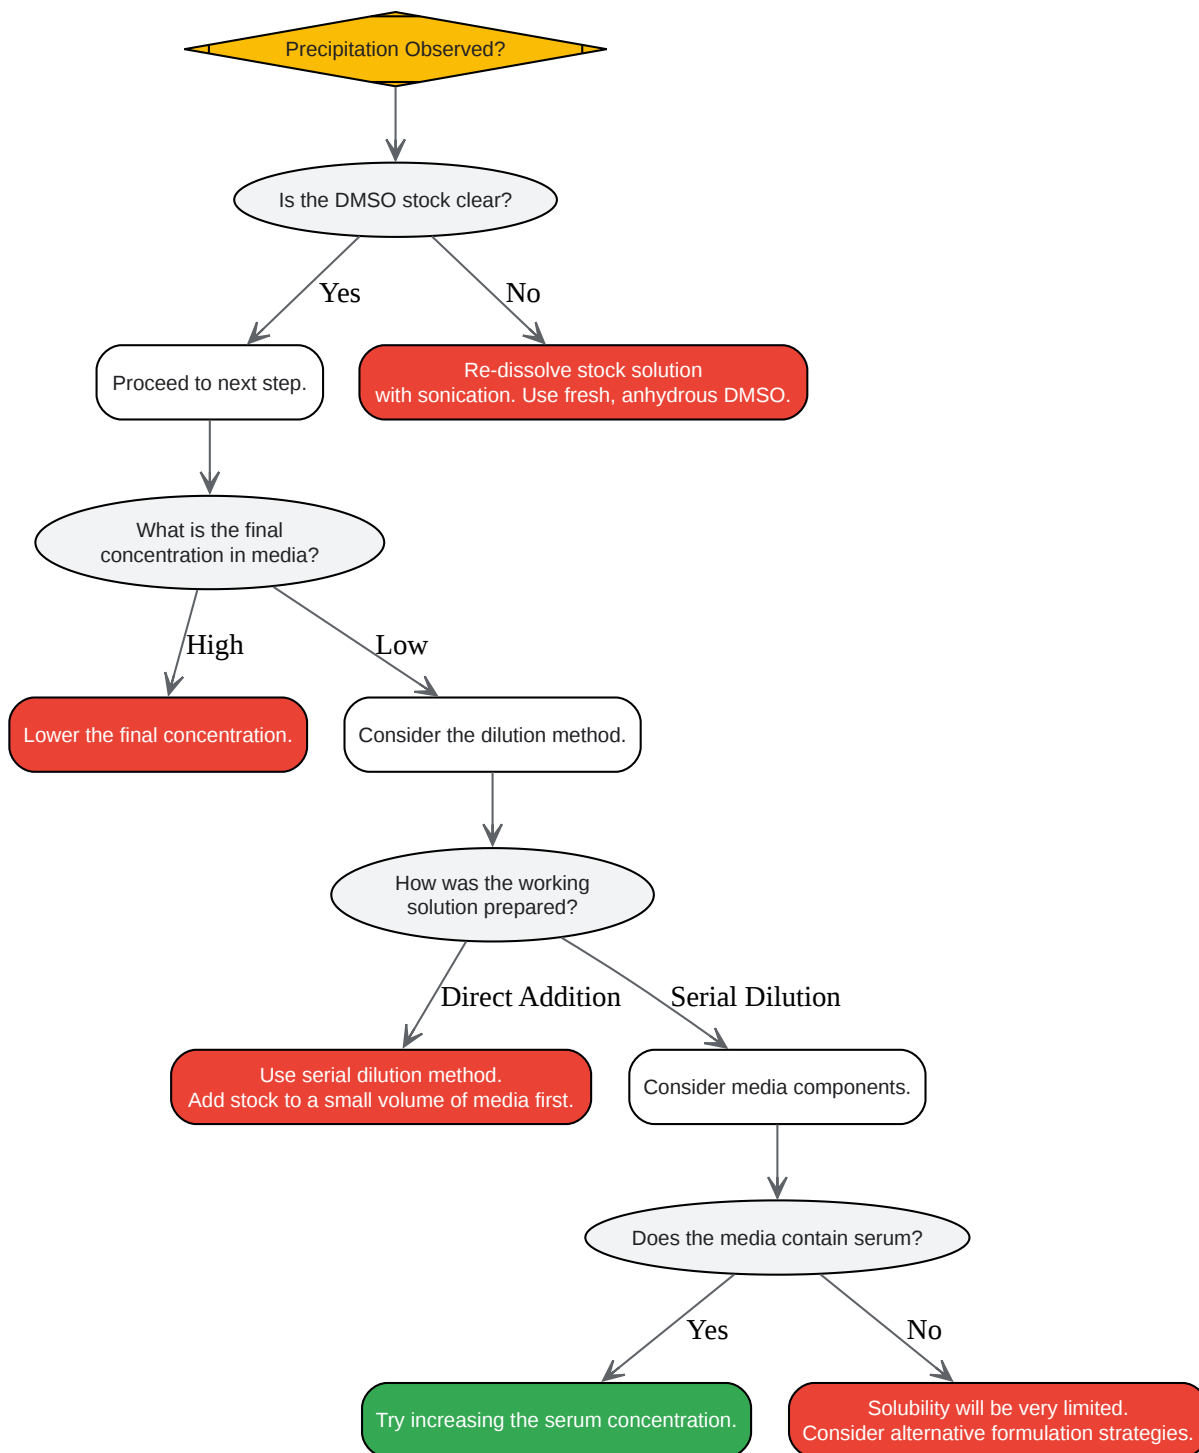 Precipitation Observed?
Is the DMSO stock clear?
Yes
No
Proceed to next step.
Re-dissolve stock solution
with sonication. Use fresh, anhydrous DMSO.
What is the final
concentration in media?
High
Low
Lower the final concentration.
Consider the dilution method.
How was the working
solution prepared?
Direct Addition
Serial Dilution
Use serial dilution method.
Add stock to a small volume of media first.
Consider media components.
Does the media contain serum?
Yes
No
Try increasing the serum concentration.
Solubility will be very limited.
Consider alternative formulation strategies.